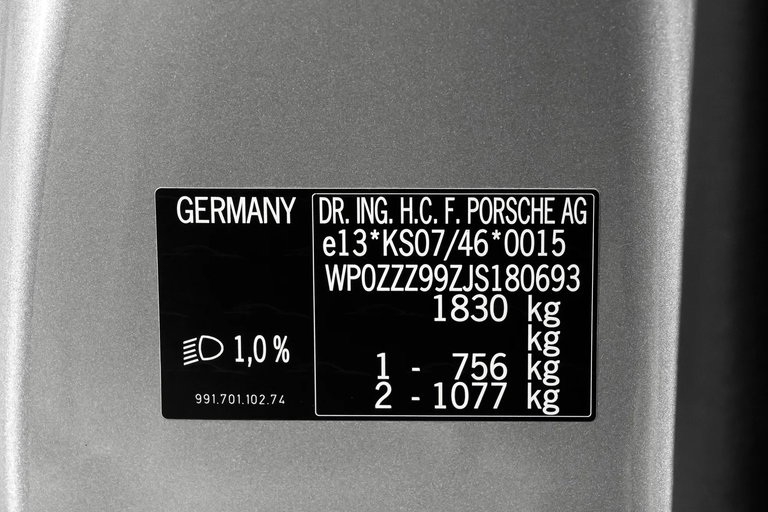 GERMANY
1,0 %
991.701.102.74
DR. ING. H.C. F. PORSCHE AG
e13*KS07/46*0015
WP0ZZZ99ZJS180693
1830 kg
kg
1 - 756 kg
2 - 1077 kg